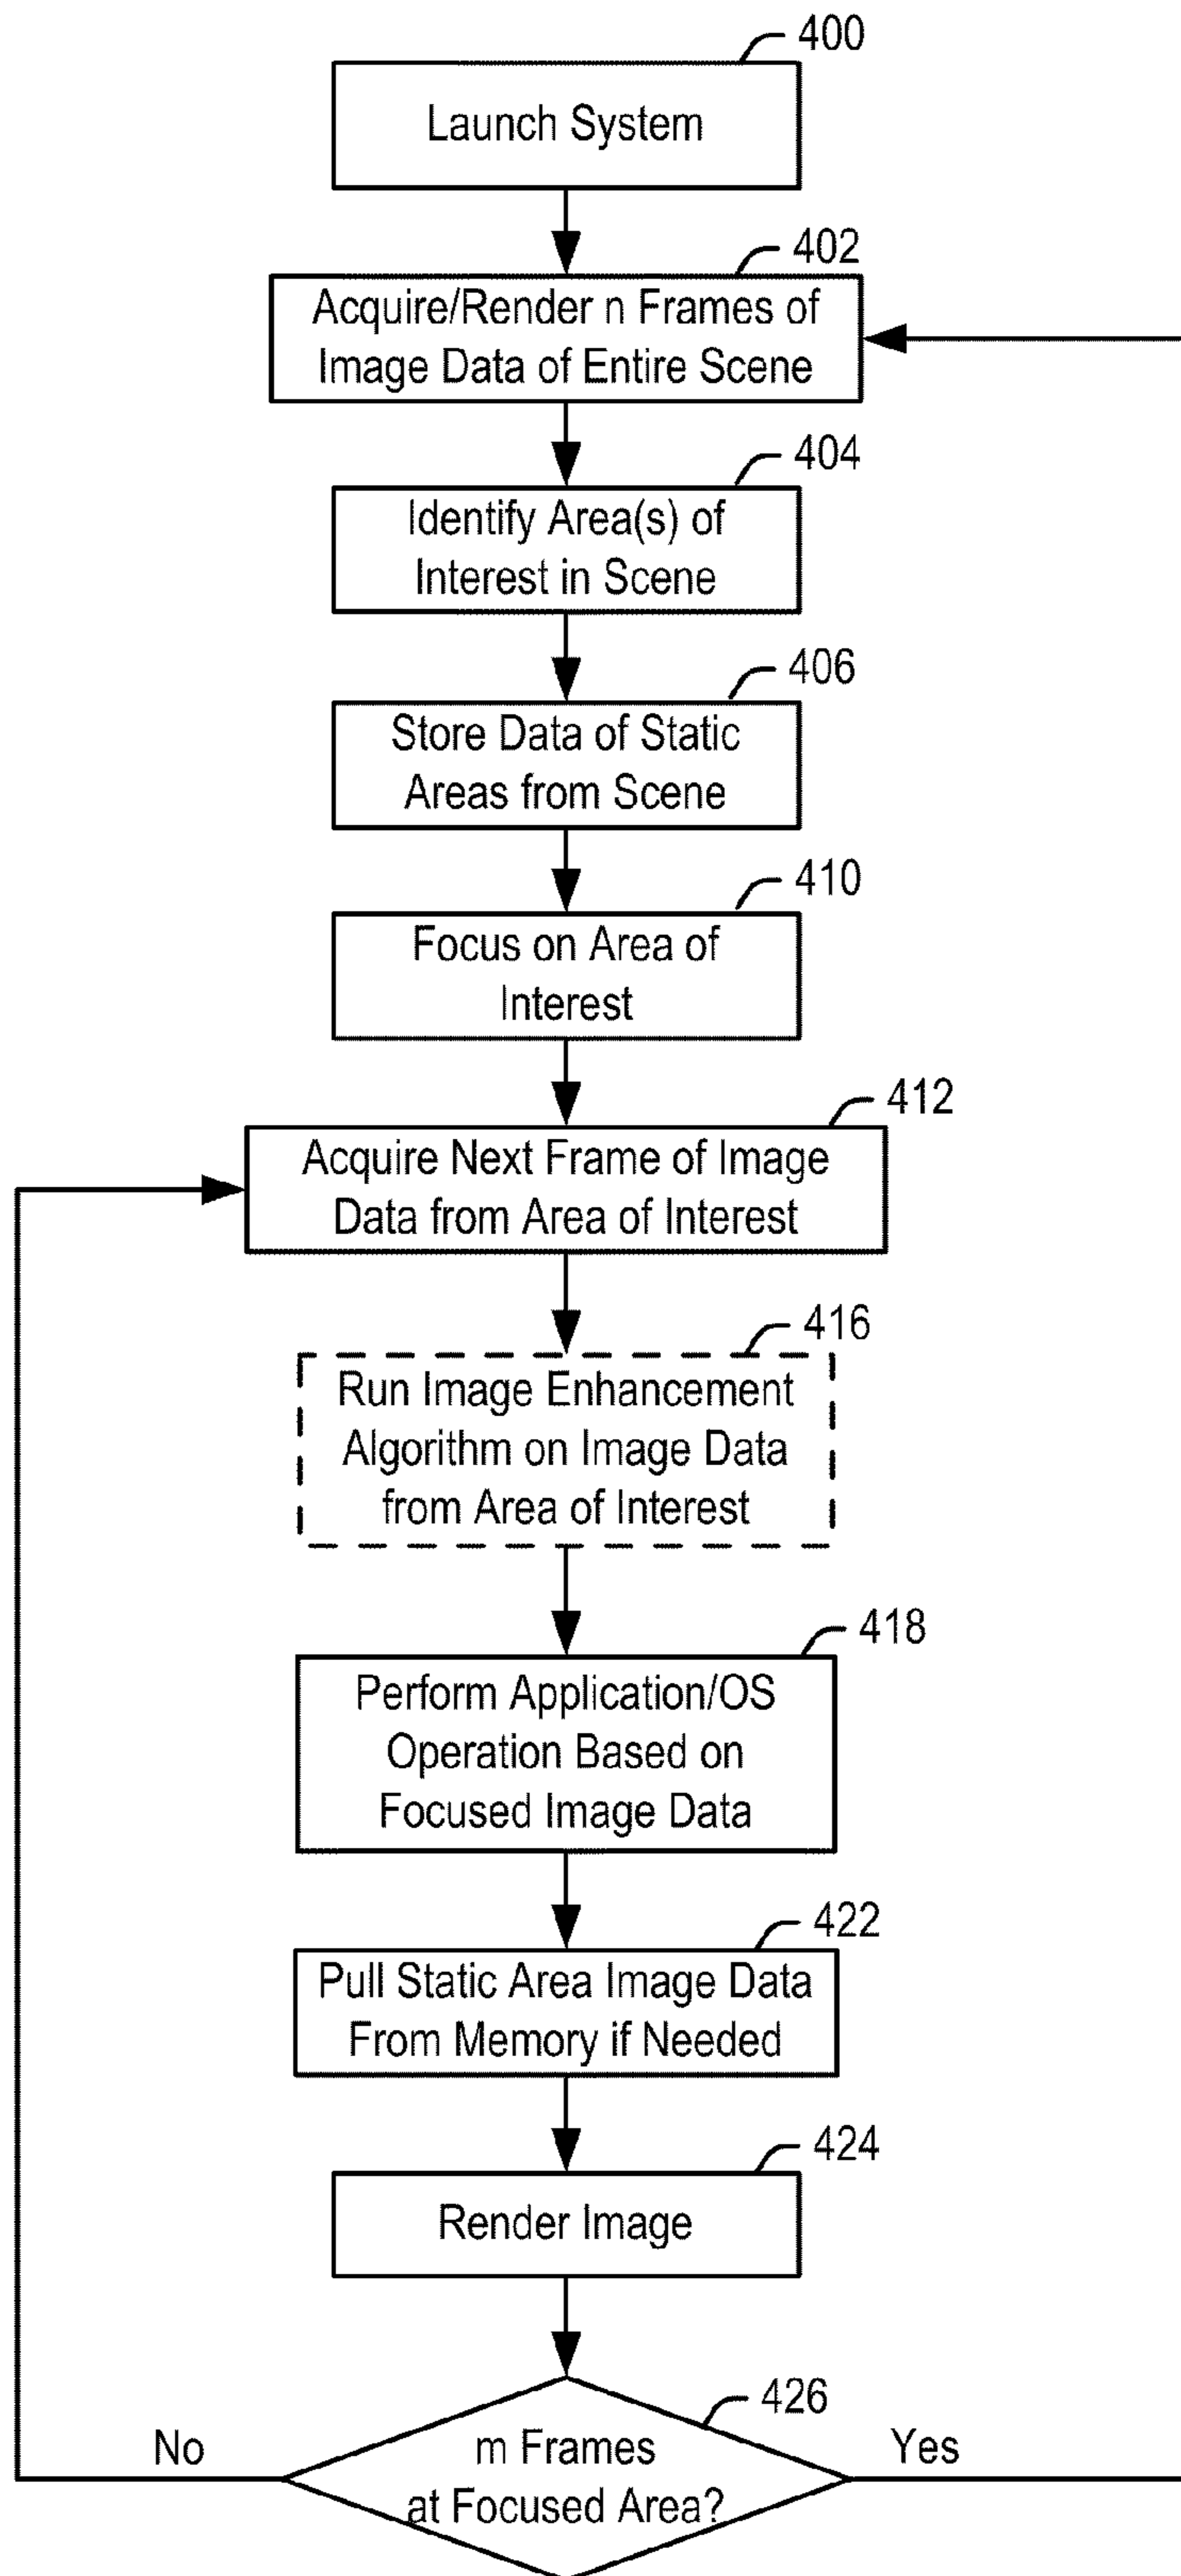 400
Launch System
402
Acquire/Render n Frames of
Image Data of Entire Scene
404
Identify Area(s) of
Interest in Scene
406
Store Data of Static
Areas from Scene
410
Focus on Area of
Interest
412
Acquire Next Frame of Image
Data from Area of Interest
416
Run Image Enhancement
Algorithm on Image Data
from Area of Interest
418
Perform Application/OS
Operation Based on
Focused Image Data
422
Pull Static Area Image Data
From Memory if Needed
424
Render Image
426
No
m Frames
at Focused Area?
Yes